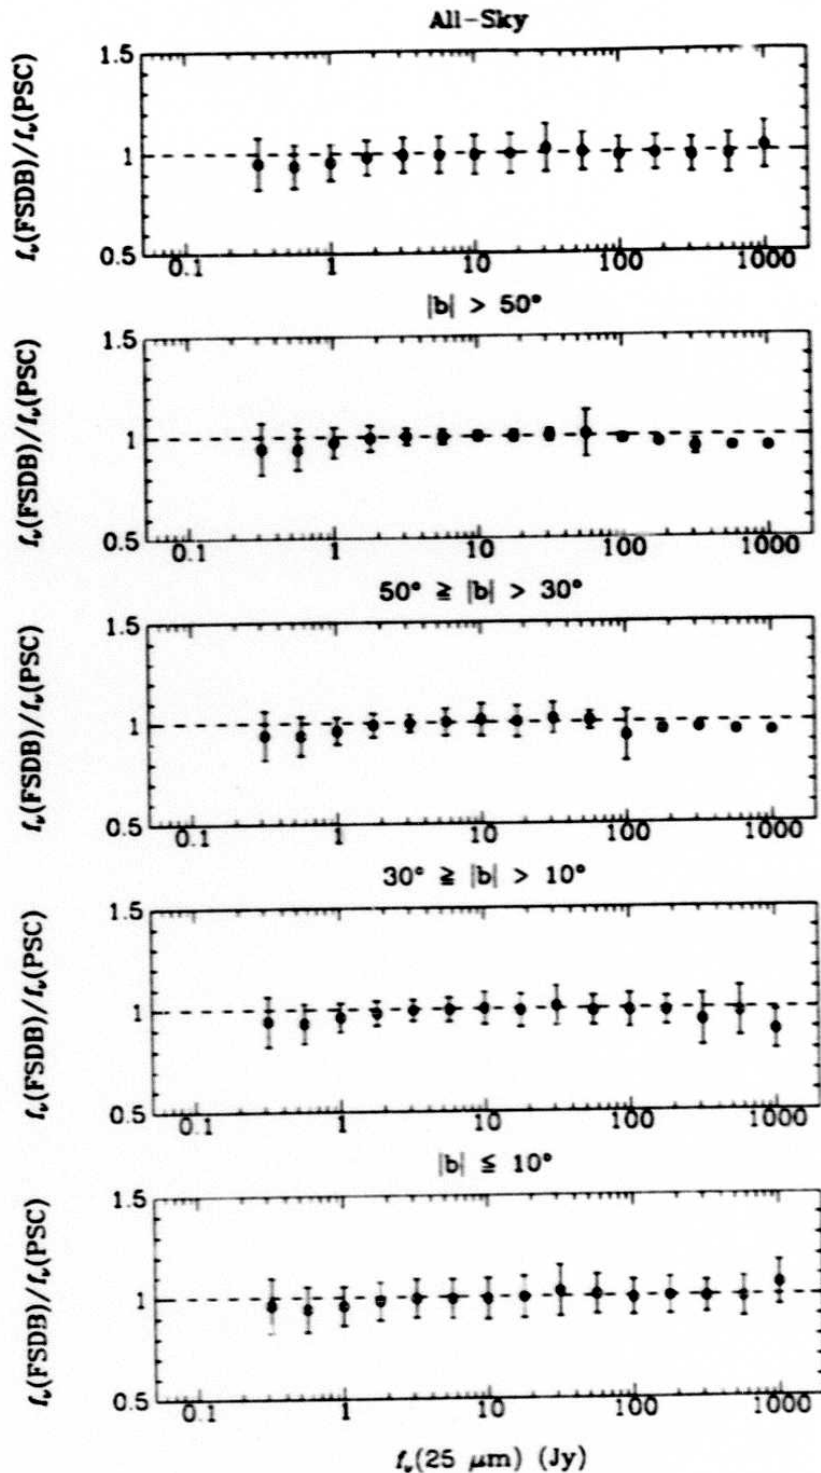 All-Sky
1.5
1
0.5
fν(FSDB)/fν(PSC)
0.1 1 10 100 1000
|b| > 50°
1.5
1
0.5
fν(FSDB)/fν(PSC)
0.1 1 10 100 1000
50° ≧ |b| > 30°
1.5
1
0.5
fν(FSDB)/fν(PSC)
0.1 1 10 100 1000
30° ≧ |b| > 10°
1.5
1
0.5
fν(FSDB)/fν(PSC)
0.1 1 10 100 1000
|b| ≦ 10°
1.5
1
0.5
fν(FSDB)/fν(PSC)
0.1 1 10 100 1000
fν(25 μm) (Jy)